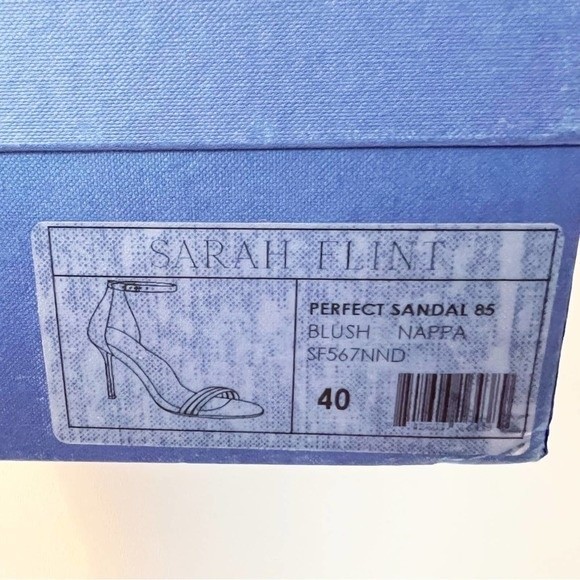 SARAH FLINT
PERFECT SANDAL 85
BLUSH NAPPA
SF567NND
40